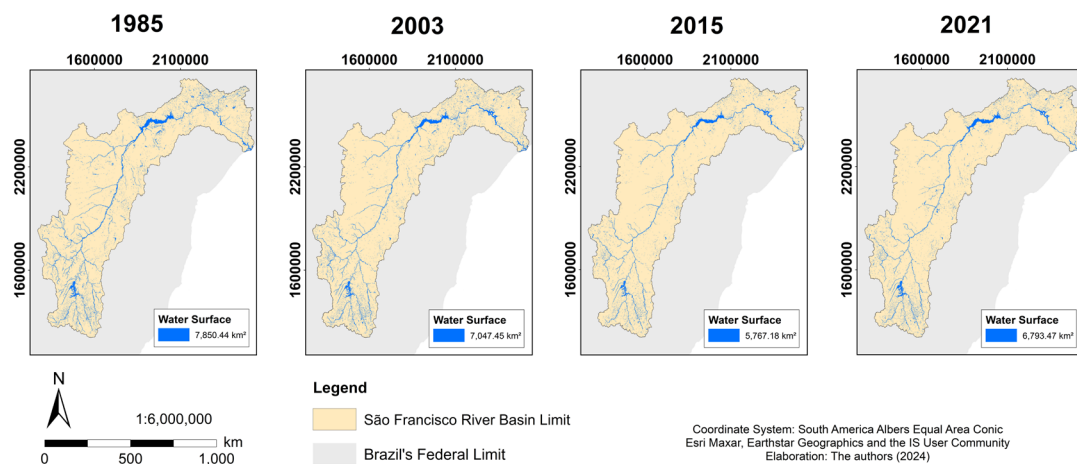 1985
2003
2015
2021
1600000 2100000
1600000 2100000
1600000 2100000
1600000 2100000
2200000
1600000
2200000
1600000
2200000
1600000
2200000
1600000
Water Surface
7,850.44 km²
Water Surface
7,047.45 km²
Water Surface
5,767.18 km²
Water Surface
6,793.47 km²
N
1:6,000,000
km
0 500 1.000
Legend
São Francisco River Basin Limit
Brazil's Federal Limit
Coordinate System: South America Albers Equal Area Conic
Esri Maxar, Earthstar Geographics and the IS User Community
Elaboration: The authors (2024)